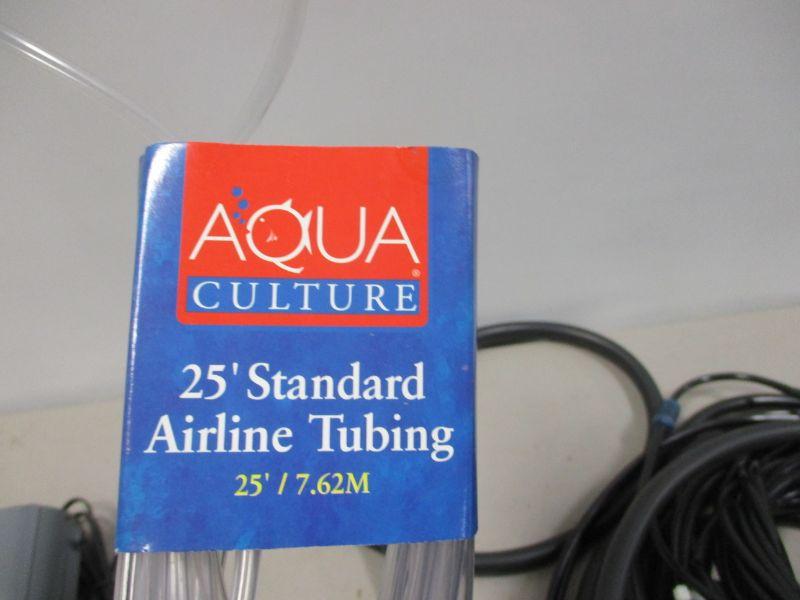 AQUA®
CULTURE
25' Standard
Airline Tubing
25' / 7.62M